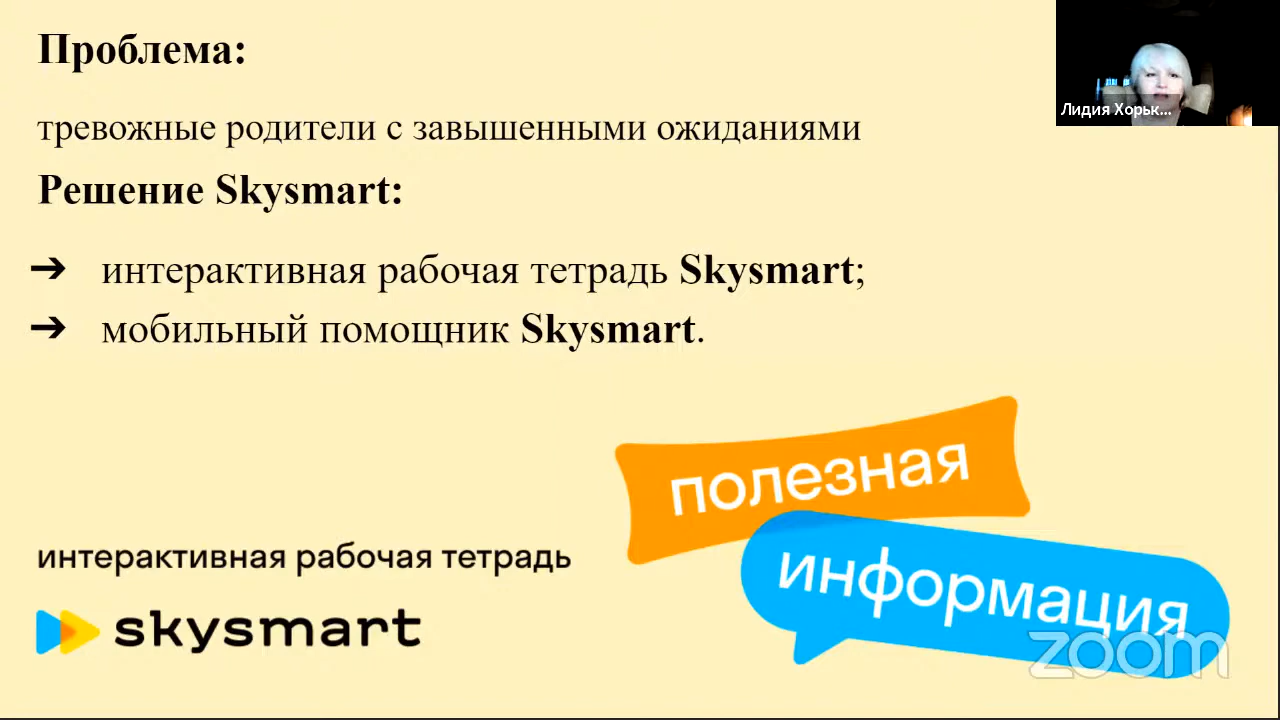 Проблема:
тревожные родители с завышенными ожиданиями
Решение Skysmart:
➔ интерактивная рабочая тетрадь Skysmart;
➔ мобильный помощник Skysmart.
Лидия Хорьк...
полезная
информация
интерактивная рабочая тетрадь
skysmart
zoom